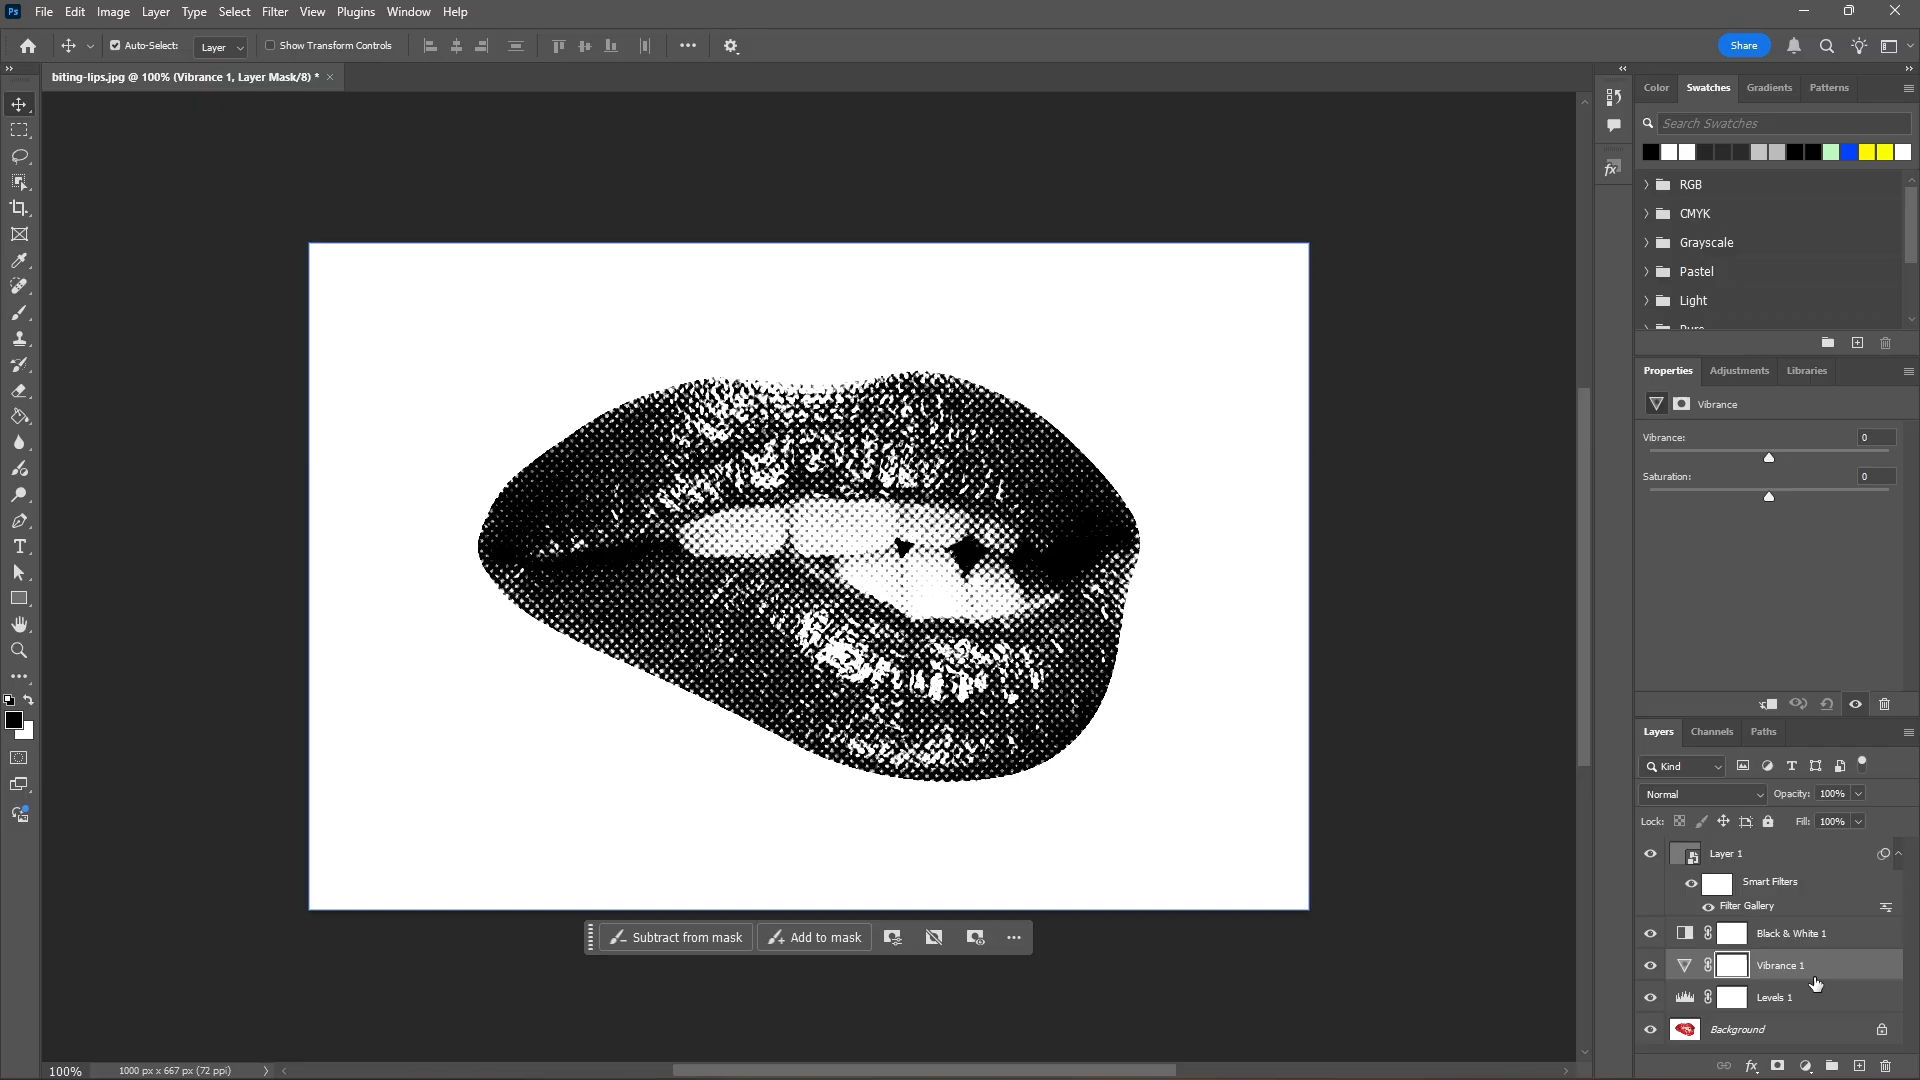 Ps File Edit Image Layer Type Select Filter View Plugins Window Help
Auto-Select: Layer Show Transform Controls Share
biting-lips.jpg @ 100% (Vibrance 1, Layer Mask/8) *
Color Swatches Gradients Patterns
Search Swatches
RGB
CMYK
Grayscale
Pastel
Light
Pure
Properties Adjustments Libraries
Vibrance
Vibrance: 0
Saturation: 0
Layers Channels Paths
Kind
Normal Opacity: 100%
Lock: Fill: 100%
Layer 1
Smart Filters
Filter Gallery
Black & White 1
Vibrance 1
Levels 1
Background
Subtract from mask Add to mask
100% 1000 px x 667 px (72 ppi)